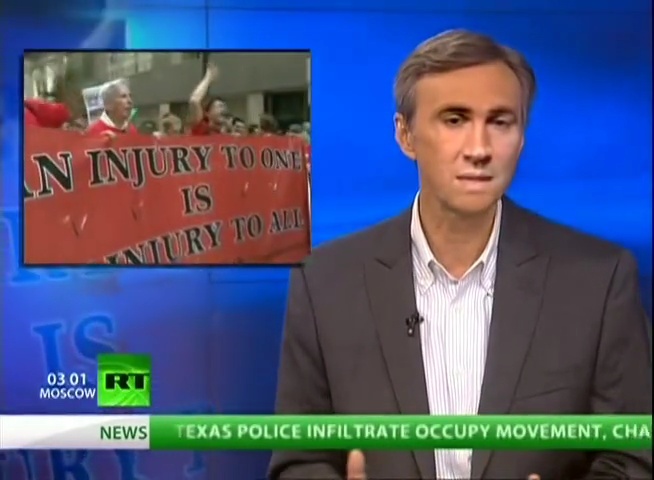 AN INJURY TO ONE
IS
INJURY TO ALL
IS
03 01
MOSCOW
RT
NEWS
TEXAS POLICE INFILTRATE OCCUPY MOVEMENT, CHA